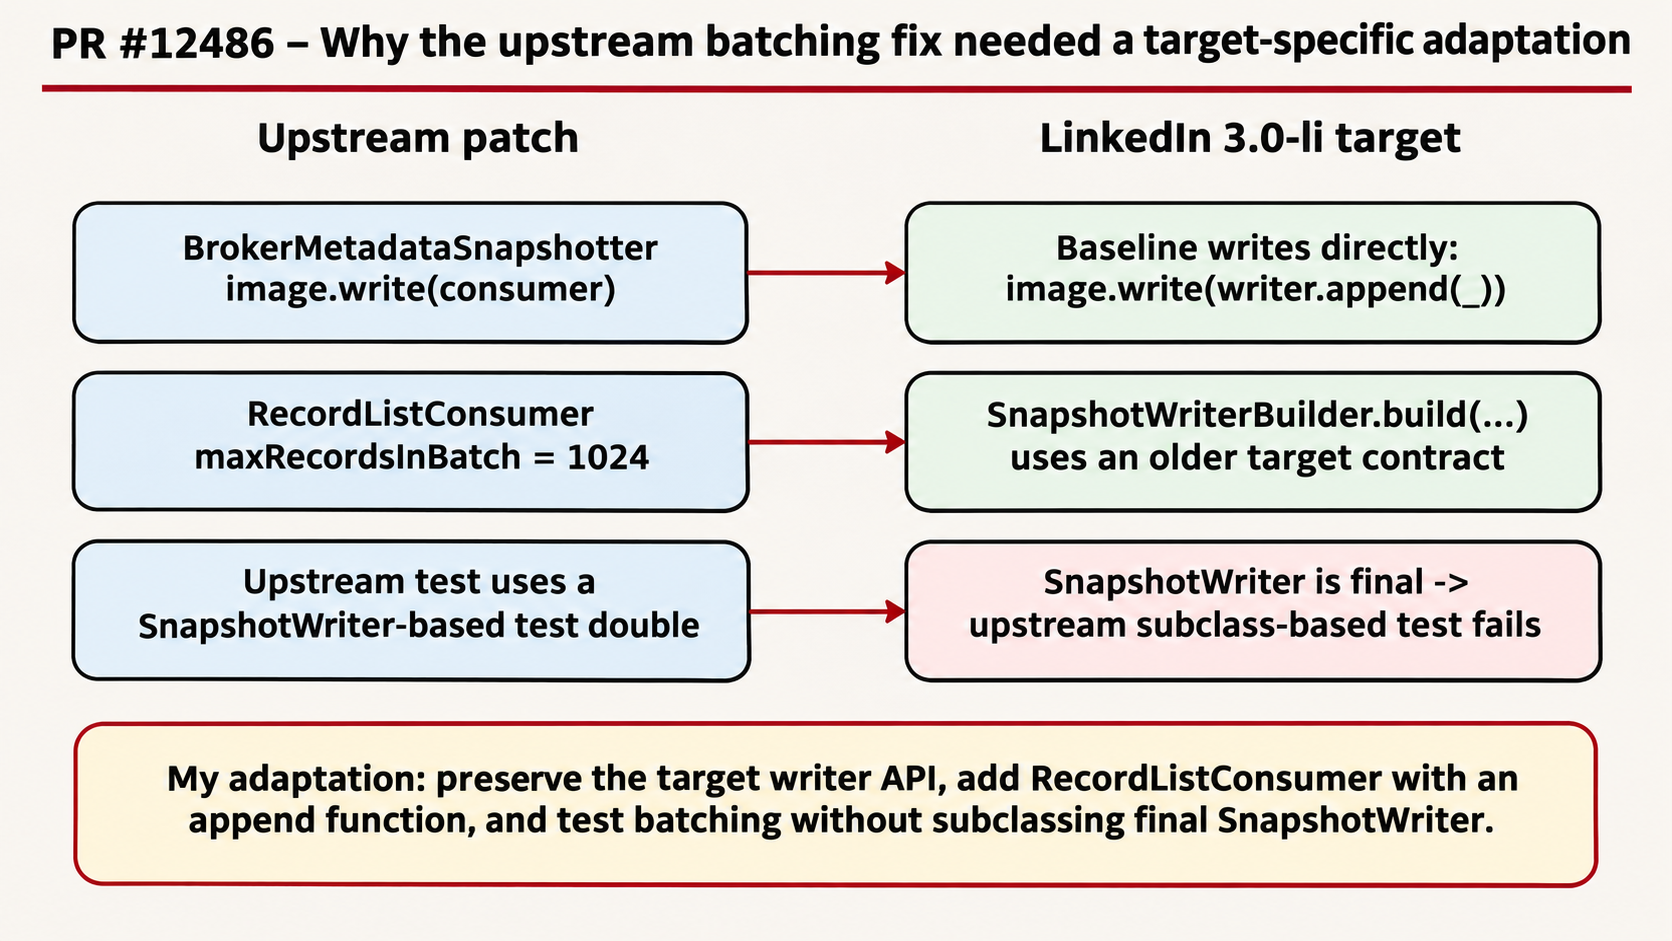 PR #12486 – Why the upstream batching fix needed a target-specific adaptation
Upstream patch
LinkedIn 3.0-li target
BrokerMetadataSnapshotter
image.write(consumer)
Baseline writes directly:
image.write(writer.append(_))
RecordListConsumer
maxRecordsInBatch = 1024
SnapshotWriterBuilder.build(...)
uses an older target contract
Upstream test uses a
SnapshotWriter-based test double
SnapshotWriter is final ->
upstream subclass-based test fails
My adaptation: preserve the target writer API, add RecordListConsumer with an
append function, and test batching without subclassing final SnapshotWriter.